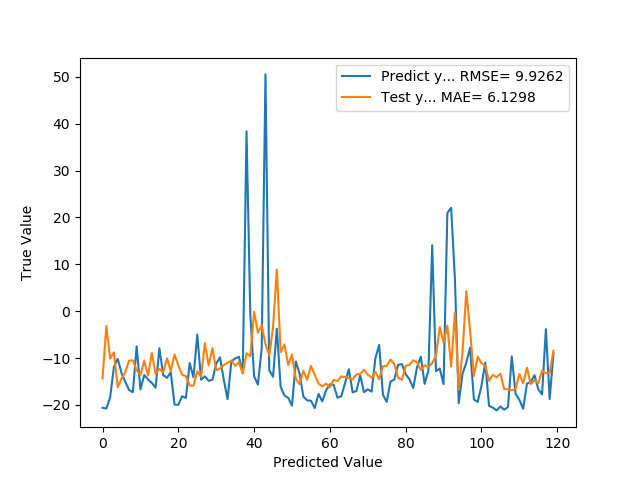 Predict y... RMSE= 9.9262
Test y... MAE= 6.1298
50
40
30
20
10
0
−10
−20
True Value
0 20 40 60 80 100 120
Predicted Value